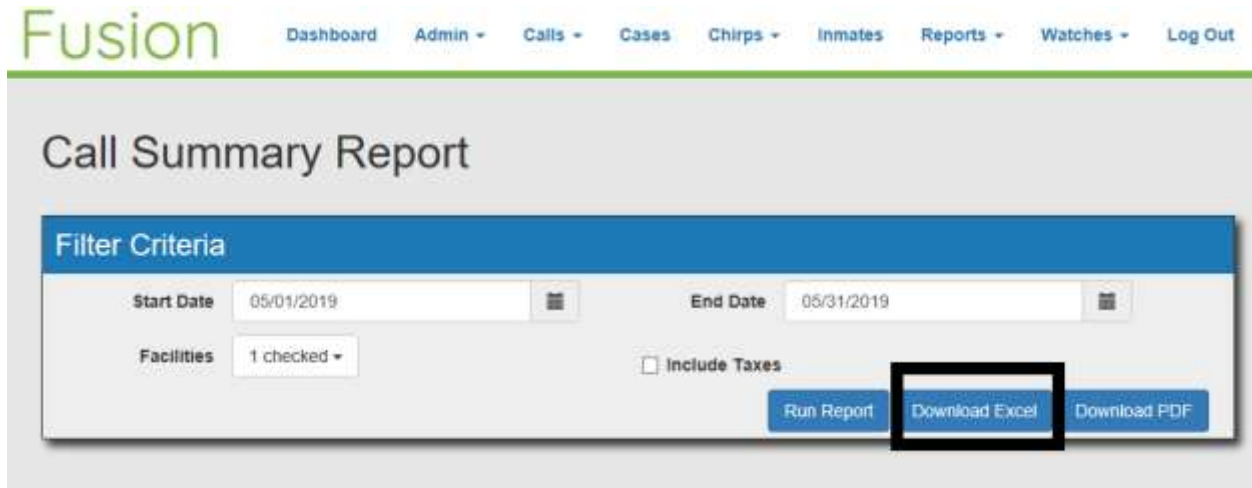 Fusion Dashboard Admin Calls Cases Chirps Inmates Reports Watches Log Out
Call Summary Report
Filter Criteria
Start Date 05/01/2019 End Date 05/31/2019
Facilities 1 checked Include Taxes
Run Report Download Excel Download PDF